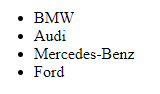 • BMW
• Audi
• Mercedes-Benz
• Ford